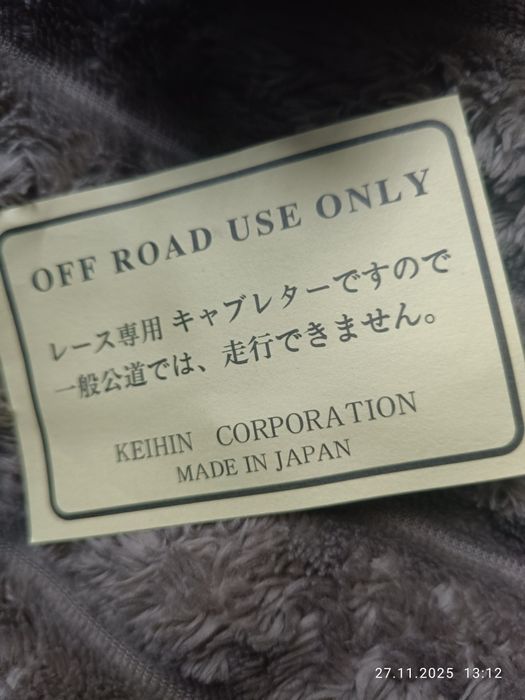 OFF ROAD USE ONLY
レース専用 キャブレターですので
一般公道では、走行できません。
KEIHIN CORPORATION
MADE IN JAPAN
27.11.2025 13:12